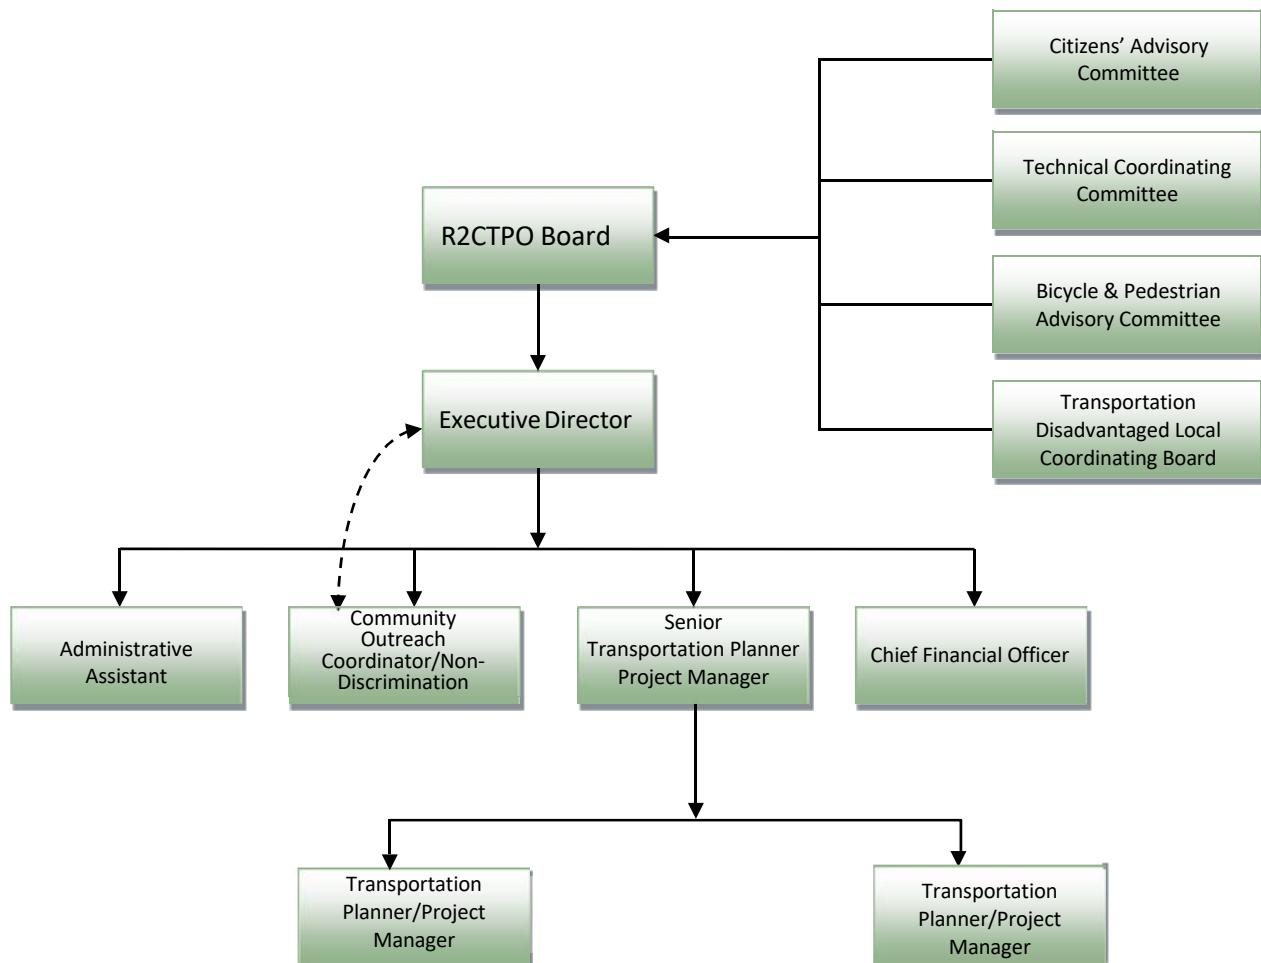 Citizens’ Advisory
Committee
Technical Coordinating
Committee
R2CTPO Board
Bicycle & Pedestrian
Advisory Committee
Executive Director
Transportation
Disadvantaged Local
Coordinating Board
Administrative
Assistant
Community
Outreach
Coordinator/Non-
Discrimination
Senior
Transportation Planner
Project Manager
Chief Financial Officer
Transportation
Planner/Project
Manager
Transportation
Planner/Project
Manager